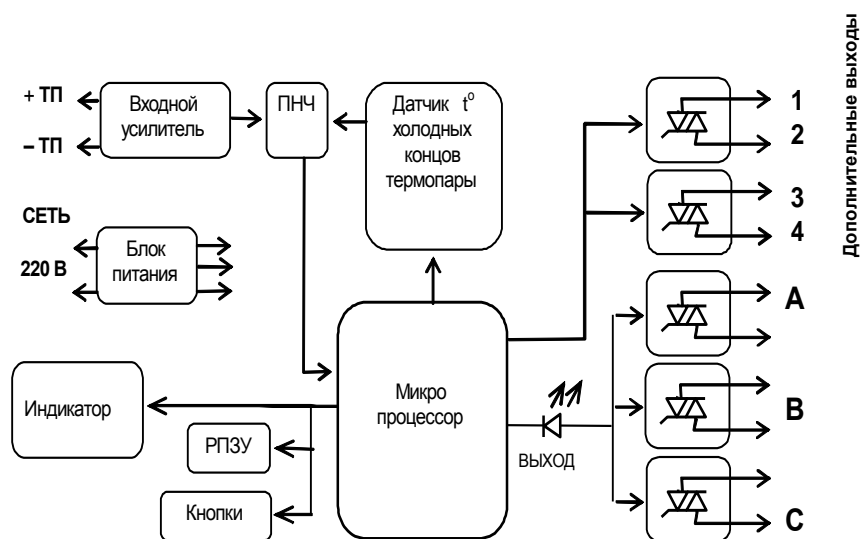 + ТП
– ТП
Входной
усилитель
ПНЧ
Датчик t°
холодных
концов
термопары
1
2
3
4
Дополнительные выходы
СЕТЬ
220 В
Блок
питания
A
B
C
Микро
процессор
ВЫХОД
Индикатор
РПЗУ
Кнопки